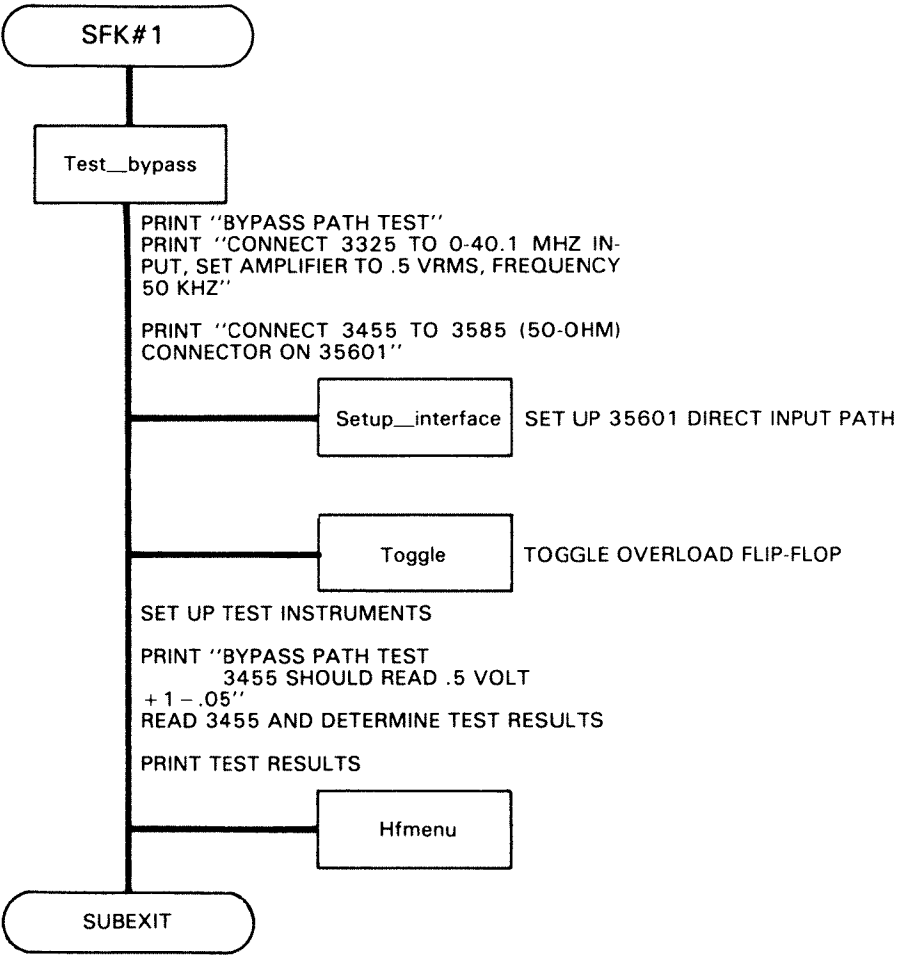 SFK#1
Test__bypass
PRINT "BYPASS PATH TEST"
PRINT "CONNECT 3325 TO 0-40.1 MHZ IN-
PUT, SET AMPLIFIER TO .5 VRMS, FREQUENCY
50 KHZ"
PRINT "CONNECT 3455 TO 3585 (50-OHM)
CONNECTOR ON 35601"
Setup__interface
SET UP 35601 DIRECT INPUT PATH
Toggle
TOGGLE OVERLOAD FLIP-FLOP
SET UP TEST INSTRUMENTS
PRINT "BYPASS PATH TEST
3455 SHOULD READ .5 VOLT
+1-.05"
READ 3455 AND DETERMINE TEST RESULTS
PRINT TEST RESULTS
Hfmenu
SUBEXIT